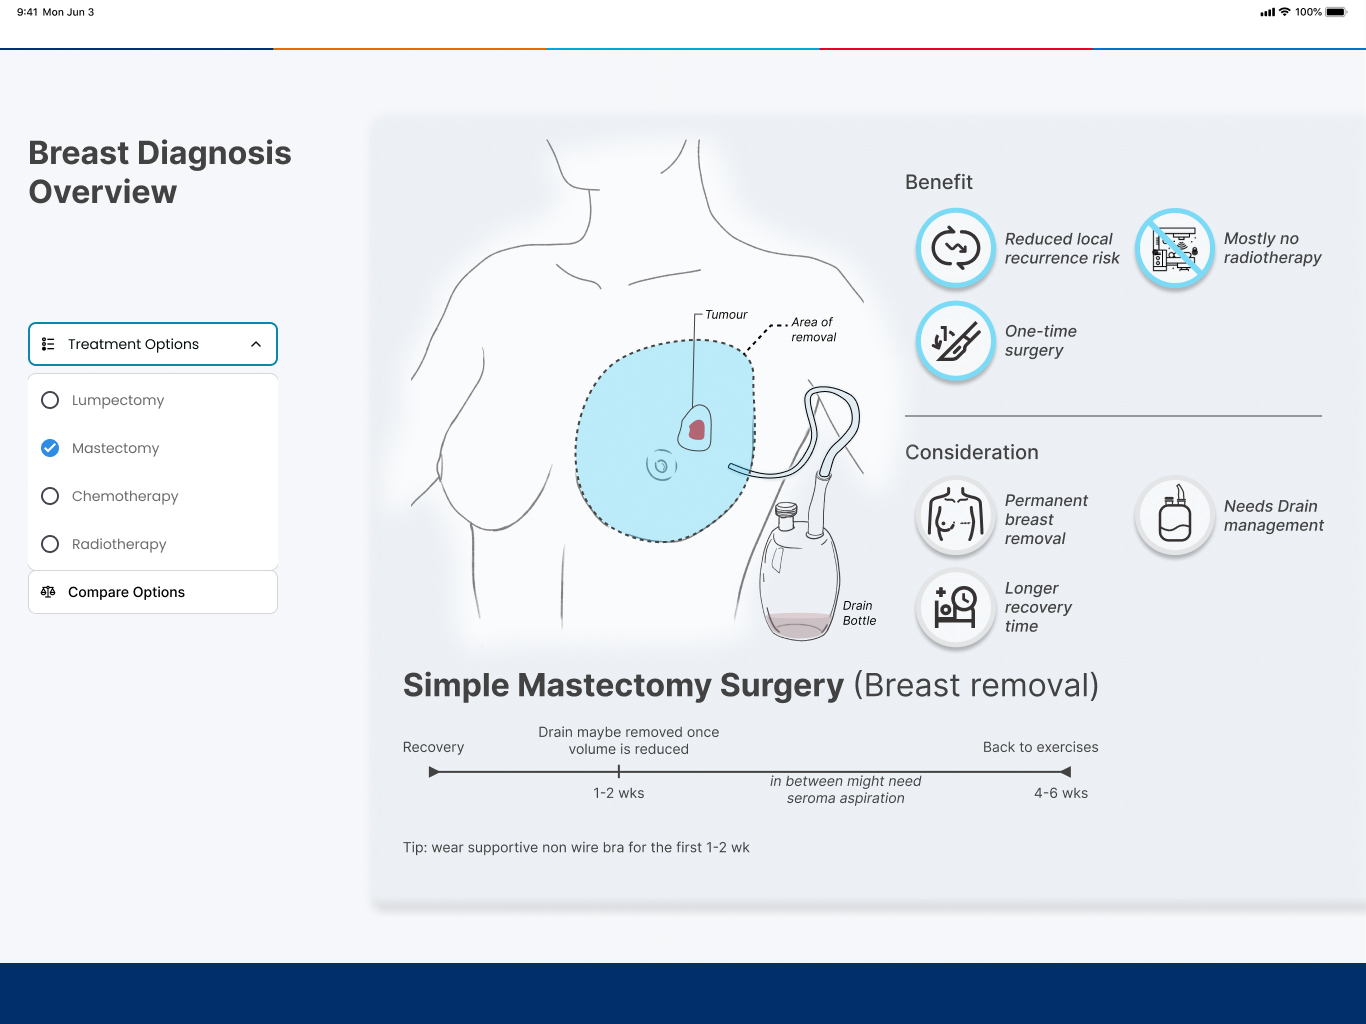 9:41 Mon Jun 3
100%
Breast Diagnosis
Overview
Treatment Options
Lumpectomy
Mastectomy
Chemotherapy
Radiotherapy
Compare Options
Tumour
Area of
removal
Drain
Bottle
Benefit
Reduced local
recurrence risk
Mostly no
radiotherapy
1
One-time
surgery
Consideration
Permanent
breast
removal
Needs Drain
management
Longer
recovery
time
Simple Mastectomy Surgery (Breast removal)
Recovery
Drain maybe removed once
volume is reduced
Back to exercises
1-2 wks
in between might need
seroma aspiration
4-6 wks
Tip: wear supportive non wire bra for the first 1-2 wk